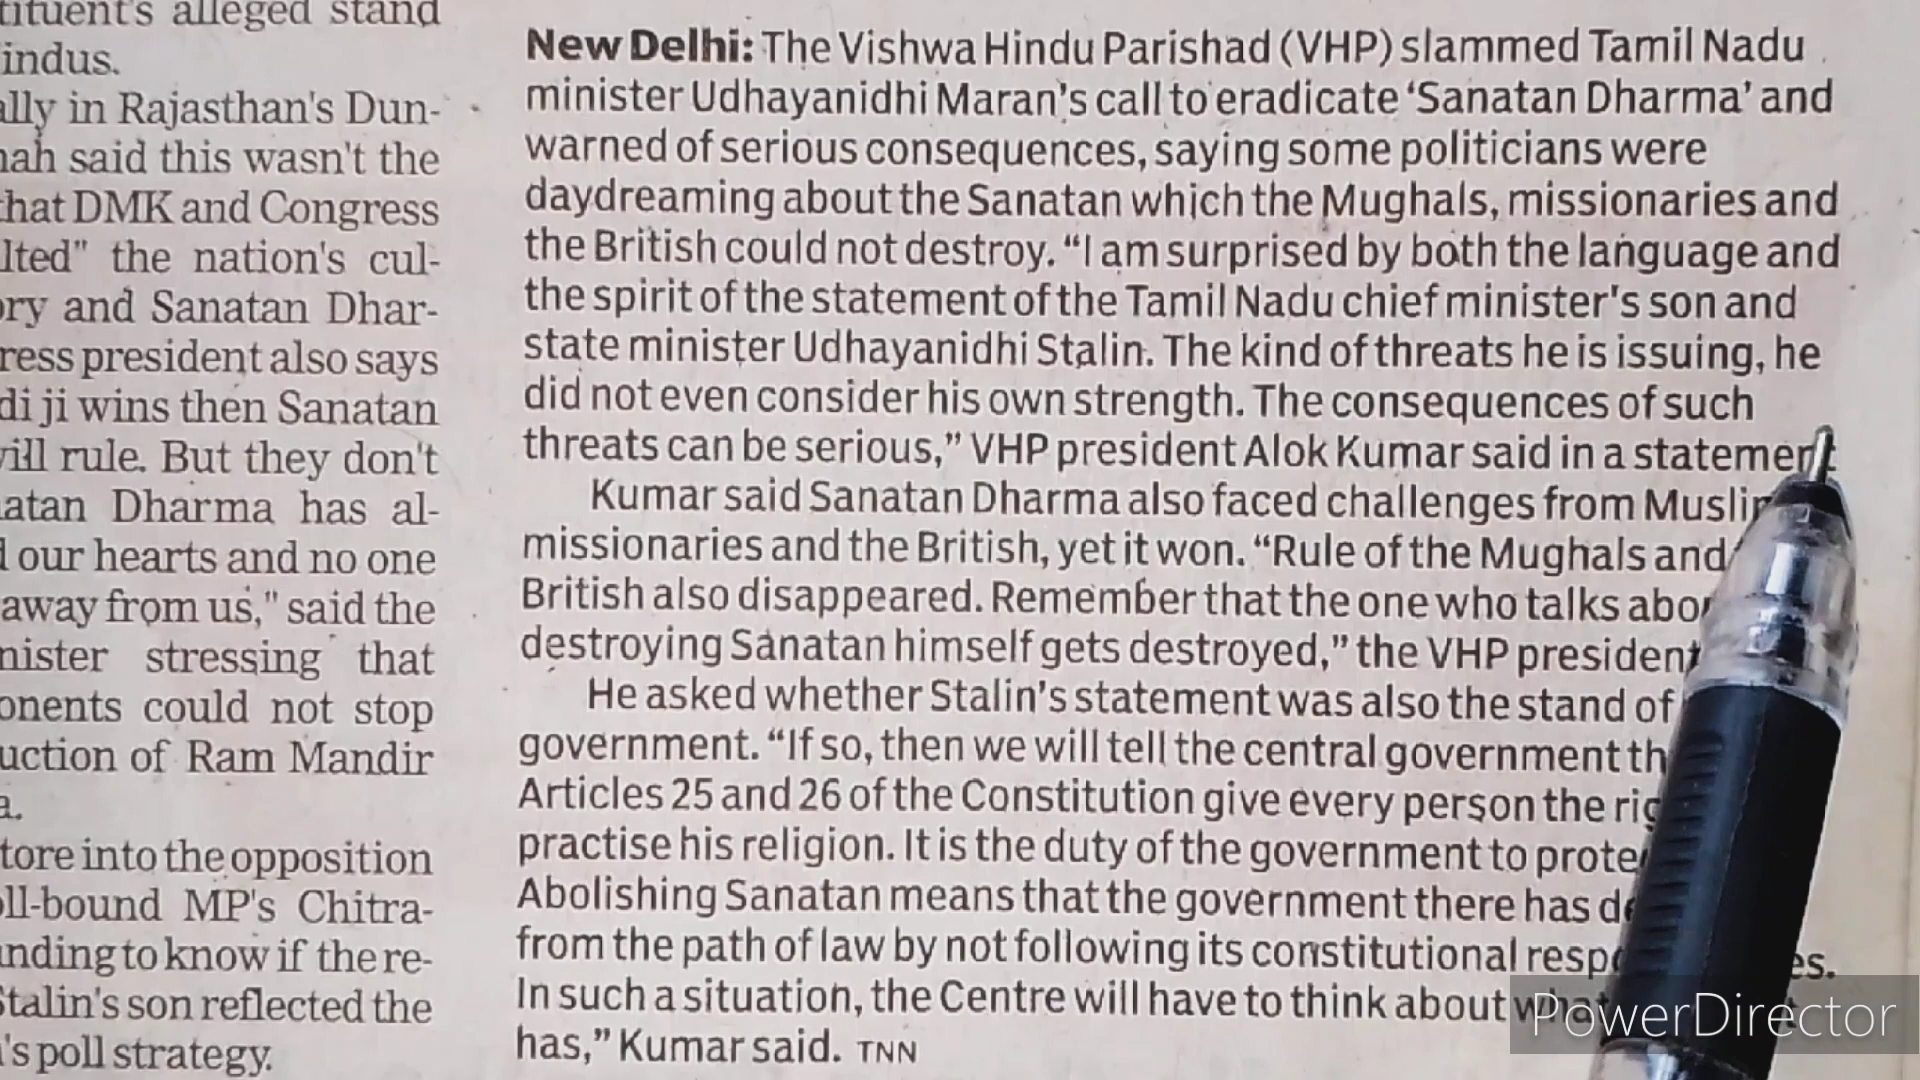 tituent's alleged stand
indus.
ally in Rajasthan's Dun-
nah said this wasn't the
that DMK and Congress
lted" the nation's cul-
ory and Sanatan Dhar-
ress president also says
di ji wins then Sanatan
will rule. But they don't
atan Dharma has al-
our hearts and no one
away from us," said the
nister stressing that
onents could not stop
uction of Ram Mandir
a.
tore into the opposition
oll-bound MP's Chitra-
anding to know if the re-
Stalin's son reflected the
's poll strategy.
New Delhi: The Vishwa Hindu Parishad (VHP) slammed Tamil Nadu
minister Udhayanidhi Maran's call to eradicate ‘Sanatan Dharma’ and
warned of serious consequences, saying some politicians were
daydreaming about the Sanatan which the Mughals, missionaries and
the British could not destroy. “I am surprised by both the language and
the spirit of the statement of the Tamil Nadu chief minister's son and
state minister Udhayanidhi Stalin. The kind of threats he is issuing, he
did not even consider his own strength. The consequences of such
threats can be serious,” VHP president Alok Kumar said in a statement
Kumar said Sanatan Dharma also faced challenges from
missionaries and the British, yet it won. “Rule of the Mughals and
British also disappeared. Remember that the one who talks
destroying Sanatan himself gets destroyed,” the VHP president
He asked whether Stalin's statement was also the stand of
government. “If so, then we will tell the central government
Articles 25 and 26 of the Constitution give every person the
practise his religion. It is the duty of the government to
Abolishing Sanatan means that the government there has
from the path of law by not following its constitutional
In such a situation, the Centre will have to think about
has,” Kumar said. TNN
PowerDirector